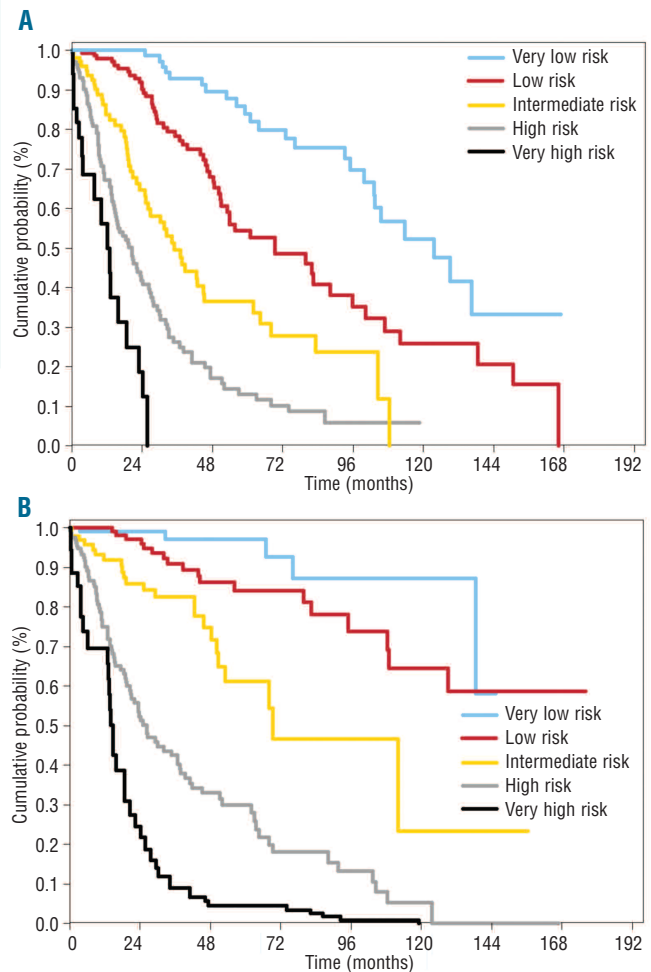 A
Cumulative probability (%)
1.0
0.9
0.8
0.7
0.6
0.5
0.4
0.3
0.2
0.1
0.0
Very low risk
Low risk
Intermediate risk
High risk
Very high risk
0 24 48 72 96 120 144 168 192
Time (months)
B
Cumulative probability (%)
1.0
0.9
0.8
0.7
0.6
0.5
0.4
0.3
0.2
0.1
0.0
Very low risk
Low risk
Intermediate risk
High risk
Very high risk
0 24 48 72 96 120 144 168 192
Time (months)